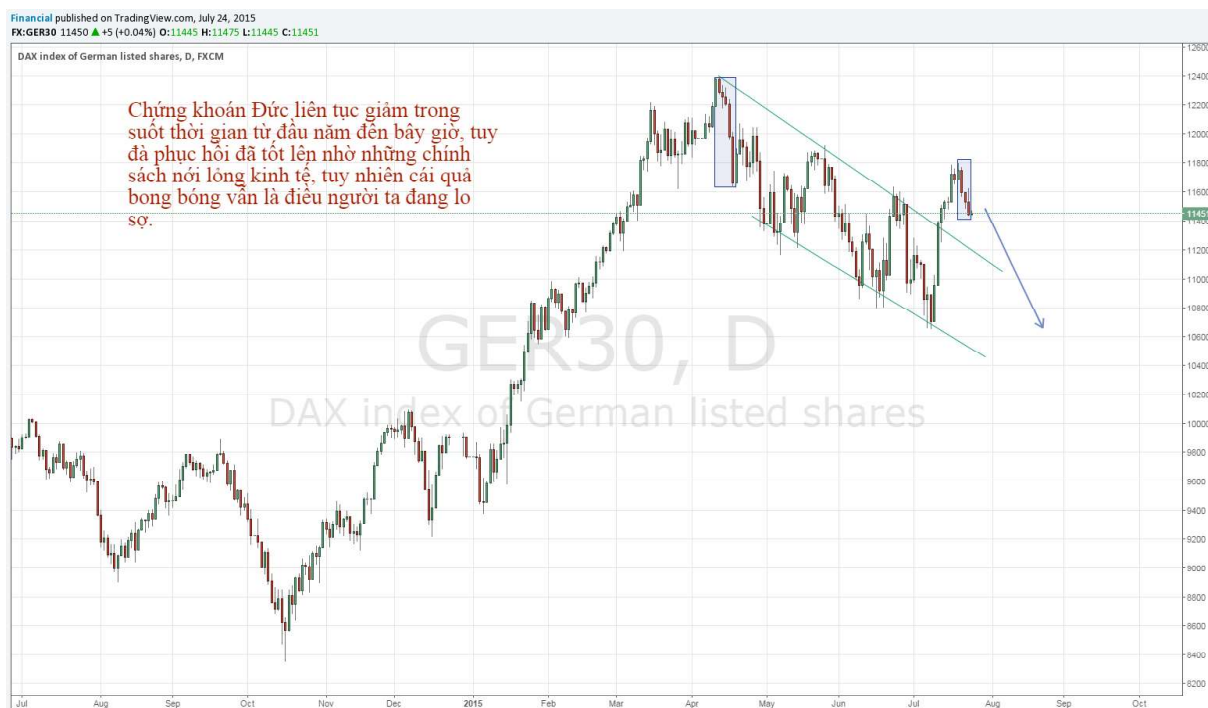 Financial published on TradingView.com, July 24, 2015
FX:GER30 11450 ▲ +5 (+0.04%) O:11445 H:11475 L:11445 C:11451
DAX index of German listed shares, D, FXCM
Chứng khoán Đức liên tục giảm trong
suốt thời gian từ đầu năm đến bây giờ, tuy
đà phục hồi đã tốt lên nhờ những chính
sách nới lỏng kinh tế, tuy nhiên cái quả
bong bóng vẫn là điều người ta đang lo
sợ.
GER30, D
DAX index of German listed shares
12600
12400
12200
12000
11800
11600
11451
11400
11200
11000
10800
10600
10400
10200
10000
9800
9600
9400
9200
9000
8800
8600
8400
8200
Jul Aug Sep Oct Nov Dec 2015 Feb Mar Apr May Jun Jul Aug Sep Oct